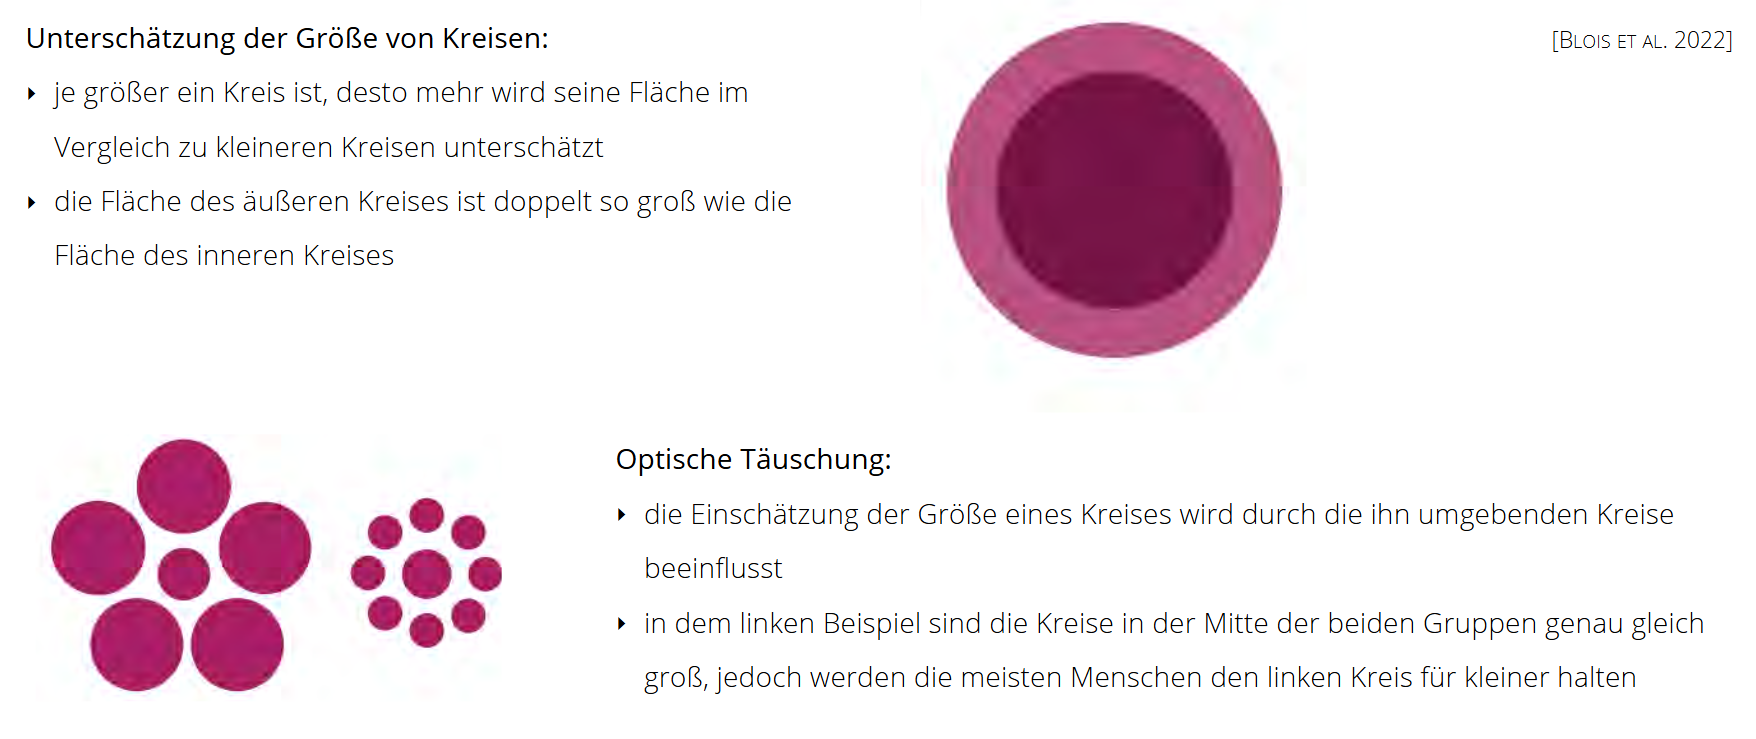 Unterschätzung der Größe von Kreisen:
[BLOIS ET AL. 2022]
‣ je größer ein Kreis ist, desto mehr wird seine Fläche im
Vergleich zu kleineren Kreisen unterschätzt
‣ die Fläche des äußeren Kreises ist doppelt so groß wie die
Fläche des inneren Kreises
Optische Täuschung:
‣ die Einschätzung der Größe eines Kreises wird durch die ihn umgebenden Kreise
beeinflusst
‣ in dem linken Beispiel sind die Kreise in der Mitte der beiden Gruppen genau gleich
groß, jedoch werden die meisten Menschen den linken Kreis für kleiner halten